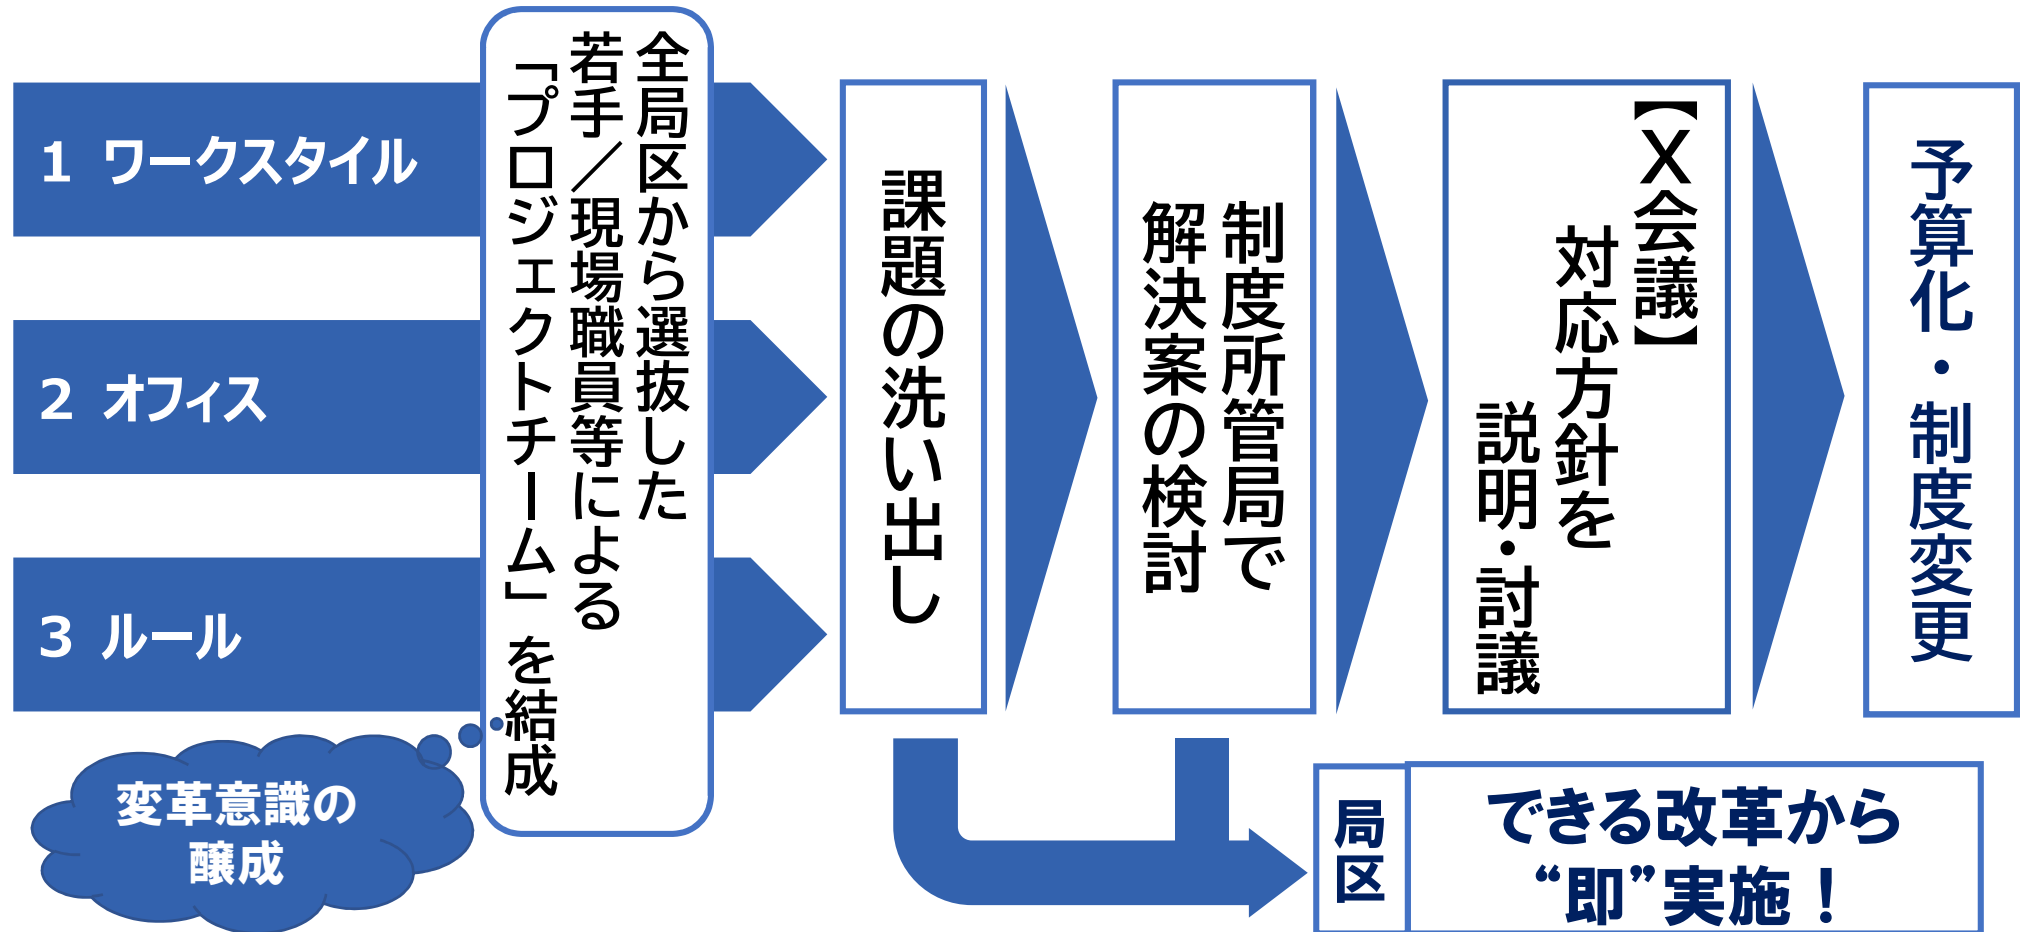 1 ワークスタイル
2 オフィス
3 ルール
全局区から選抜した
若手／現場職員等による
「プロジェクトチーム」を結成
変革意識の
醸成
課題の洗い出し
制度所管局で
解決案の検討
【X会議】
対応方針を
説明・討議
予算化・制度変更
局区
できる改革から
“即”実施！